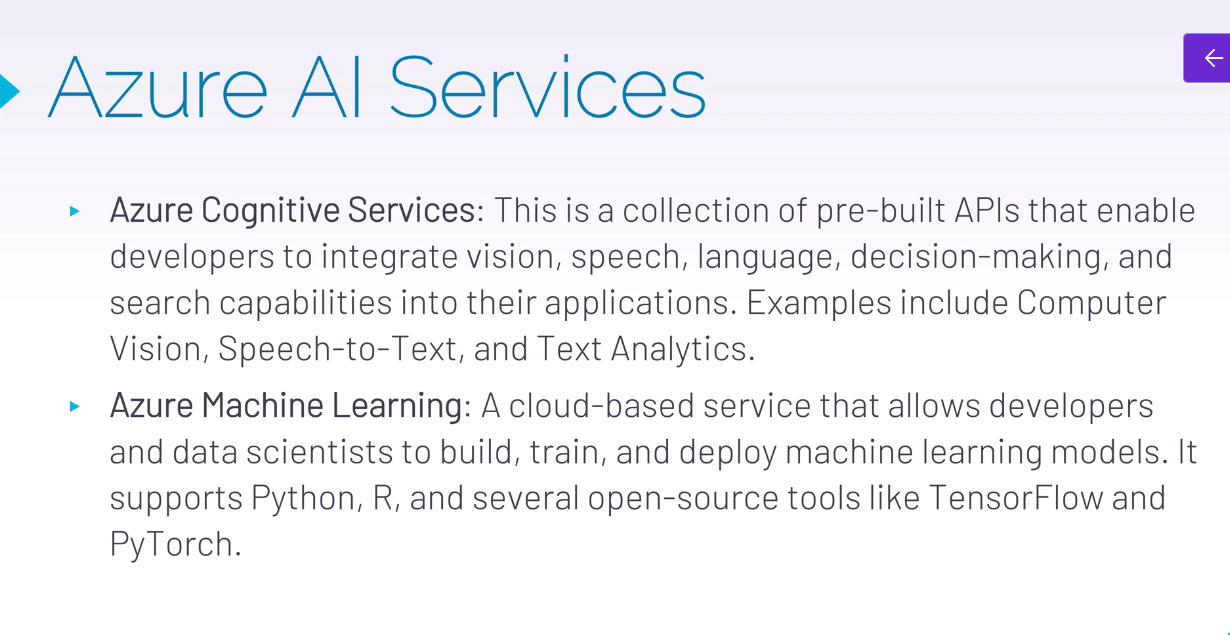 Azure AI Services
Azure Cognitive Services: This is a collection of pre-built APIs that enable
developers to integrate vision, speech, language, decision-making, and
search capabilities into their applications. Examples include Computer
Vision, Speech-to-Text, and Text Analytics.
Azure Machine Learning: A cloud-based service that allows developers
and data scientists to build, train, and deploy machine learning models. It
supports Python, R, and several open-source tools like TensorFlow and
PyTorch.